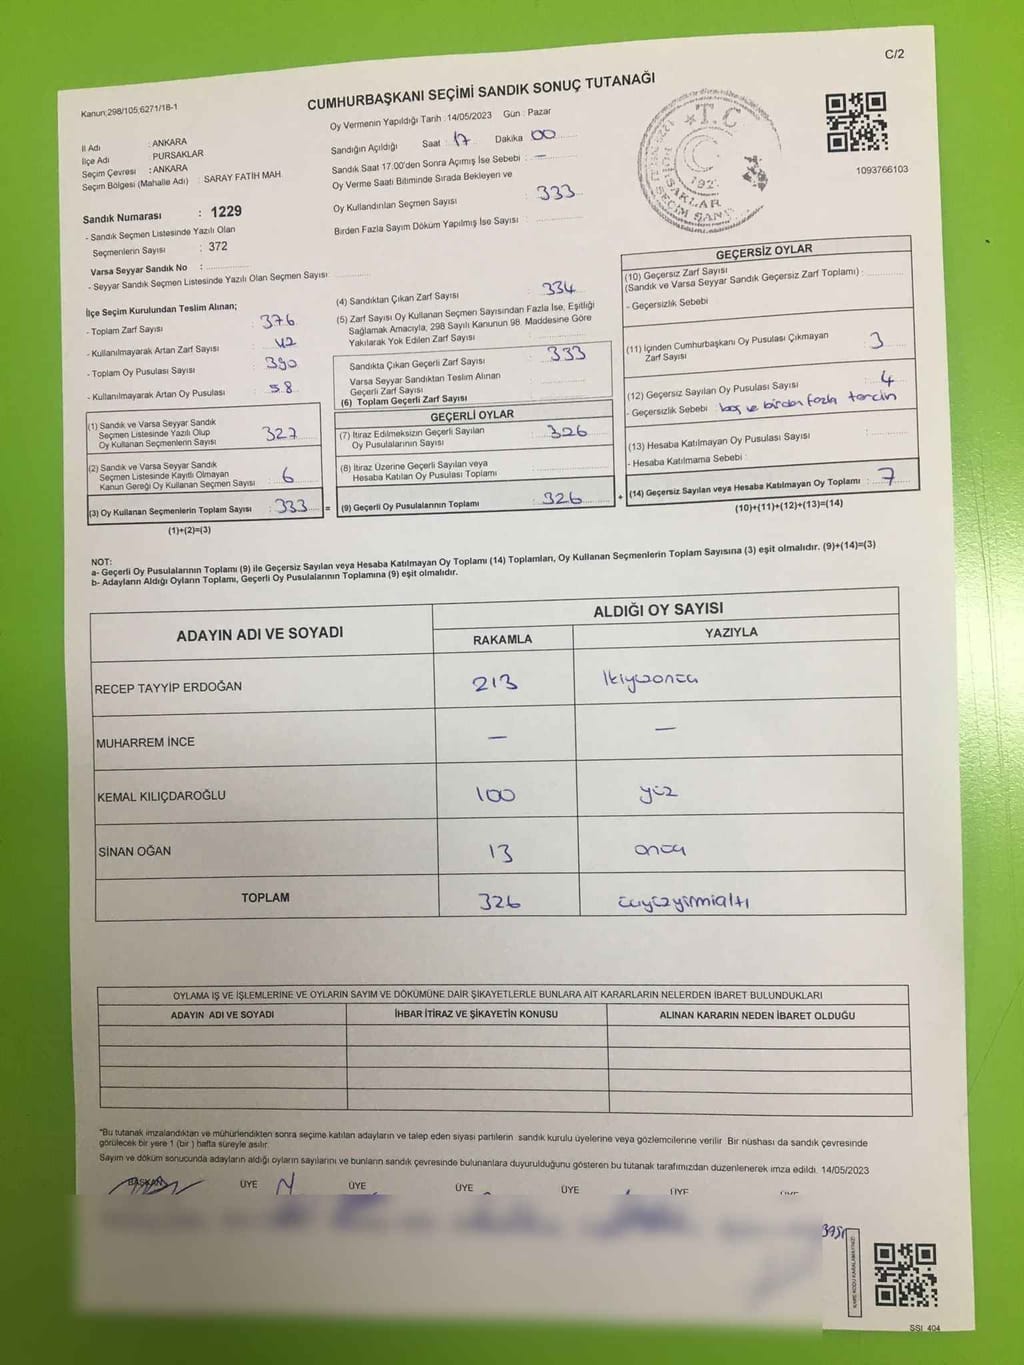 C/2
Kanun;298/105;6271/18-1
CUMHURBAŞKANI SEÇİMİ SANDIK SONUÇ TUTANAĞI
Oy Vermenin Yapıldığı Tarih : 14/05/2023 Gün : Pazar
İl Adı : ANKARA
İlçe Adı : PURSAKLAR
Seçim Çevresi : ANKARA
Seçim Bölgesi (Mahalle Adı) : SARAY FATİH MAH.
Sandık Numarası : 1229
- Sandık Seçmen Listesinde Yazılı Olan
Seçmenlerin Sayısı : 372
Varsa Seyyar Sandık No :
- Seyyar Sandık Seçmen Listesinde Yazılı Olan Seçmen Sayısı :
Sandığın Açıldığı Saat 17 Dakika 00
Sandık Saat 17.00'den Sonra Açımış İse Sebebi : —
Oy Verme Saati Bitiminde Sırada Bekleyen ve
Oy Kullandırılan Seçmen Sayısı : 333
Birden Fazla Sayım Döküm Yapılmış İse Sayısı :
T.C.
PURSAKLAR
SEÇİM
1093766103
İlçe Seçim Kurulundan Teslim Alınan;
- Toplam Zarf Sayısı : 376
- Kullanılmayarak Artan Zarf Sayısı : 42
- Toplam Oy Pusulası Sayısı : 390
- Kullanılmayarak Artan Oy Pusulası : 58
(1) Sandık ve Varsa Seyyar Sandık
Seçmen Listesinde Yazılı Olup
Oy Kullanan Seçmenlerin Sayısı : 327
(2) Sandık ve Varsa Seyyar Sandık
Seçmen Listesinde Kayıtlı Olmayan
Kanun Gereği Oy Kullanan Seçmen Sayısı : 6
(3) Oy Kullanan Seçmenlerin Toplam Sayısı : 333 =
(1)+(2)=(3)
(4) Sandıktan Çıkan Zarf Sayısı : 334
(5) Zarf Sayısı Oy Kullanan Seçmen Sayısından Fazla İse, Eşitliği
Sağlamak Amacıyla, 298 Sayılı Kanunun 98. Maddesine Göre
Yakılarak Yok Edilen Zarf Sayısı :
Sandıkta Çıkan Geçerli Zarf Sayısı : 333
Varsa Seyyar Sandıktan Teslim Alınan
Geçerli Zarf Sayısı :
(6) Toplam Geçerli Zarf Sayısı
GEÇERLİ OYLAR
(7) İtiraz Edilmeksizin Geçerli Sayılan
Oy Pusulalarının Sayısı : 326
(8) İtiraz Üzerine Geçerli Sayılan veya
Hesaba Katılan Oy Pusulası Toplamı :
(9) Geçerli Oy Pusulalarının Toplamı : 326 +
GEÇERSİZ OYLAR
(10) Geçersiz Zarf Sayısı
(Sandık ve Varsa Seyyar Sandık Geçersiz Zarf Toplamı) :
- Geçersizlik Sebebi
(11) İçinden Cumhurbaşkanı Oy Pusulası Çıkmayan
Zarf Sayısı : 3
(12) Geçersiz Sayılan Oy Pusulası Sayısı : 4
- Geçersizlik Sebebi : boş ve birden fazla tercih
(13) Hesaba Katılmayan Oy Pusulası Sayısı :
- Hesaba Katılmama Sebebi :
(14) Geçersiz Sayılan veya Hesaba Katılmayan Oy Toplamı : 7
(10)+(11)+(12)+(13)=(14)
NOT:
a- Geçerli Oy Pusulalarının Toplamı (9) ile Geçersiz Sayılan veya Hesaba Katılmayan Oy Toplamı (14) Toplamları, Oy Kullanan Seçmenlerin Toplam Sayısına (3) eşit olmalıdır. (9)+(14)=(3)
b- Adayların Aldığı Oyların Toplamı, Geçerli Oy Pusulalarının Toplamına (9) eşit olmalıdır.
ADAYIN ADI VE SOYADI
ALDIĞI OY SAYISI
RAKAMLA
YAZIYLA
RECEP TAYYİP ERDOĞAN 213 ikiyüzonüç
MUHARREM İNCE — —
KEMAL KILIÇDAROĞLU 100 yüz
SİNAN OĞAN 13 onüç
TOPLAM 326 üçyüzyirmialtı
OYLAMA İŞ VE İŞLEMLERİNE VE OYLARIN SAYIM VE DÖKÜMÜNE DAİR ŞİKAYETLERLE BUNLARA AİT KARARLARIN NELERDEN İBARET BULUNDUKLARI
ADAYIN ADI VE SOYADI
İHBAR İTİRAZ VE ŞİKAYETİN KONUSU
ALINAN KARARIN NEDEN İBARET OLDUĞU
*Bu tutanak imzalandıktan ve mühürlendikten sonra seçime katılan adayların ve talep eden siyasi partilerin sandık kurulu üyelerine veya gözlemcilerine verilir. Bir nüshası da sandık çevresinde
görülecek bir yere 1 (bir ) hafta süreyle asılır.
Sayım ve döküm sonucunda adayların aldığı oyların sayılarını ve bunların sandık çevresinde bulunanlara duyurulduğunu gösteren bu tutanak tarafımızdan düzenlenerek imza edildi. 14/05/2023
BAŞKAN ÜYE ÜYE ÜYE ÜYE ÜYE ÜYE
KARE KODU KARALAMAYINIZ!
SSI 404